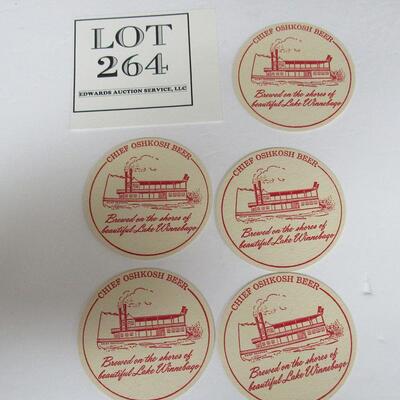 LOT
264
EDWARDS AUCTION SERVICE, LLC
CHIEF OSHKOSH BEER
Brewed on the shores of
beautiful Lake Winnebago
CHIEF OSHKOSH BEER
Brewed on the shores of
beautiful Lake Winnebago
CHIEF OSHKOSH BEER
Brewed on the shores of
beautiful Lake Winnebago
CHIEF OSHKOSH BEER
Brewed on the shores of
beautiful Lake Winnebago
CHIEF OSHKOSH BEER
Brewed on the shores of
beautiful Lake Winnebago